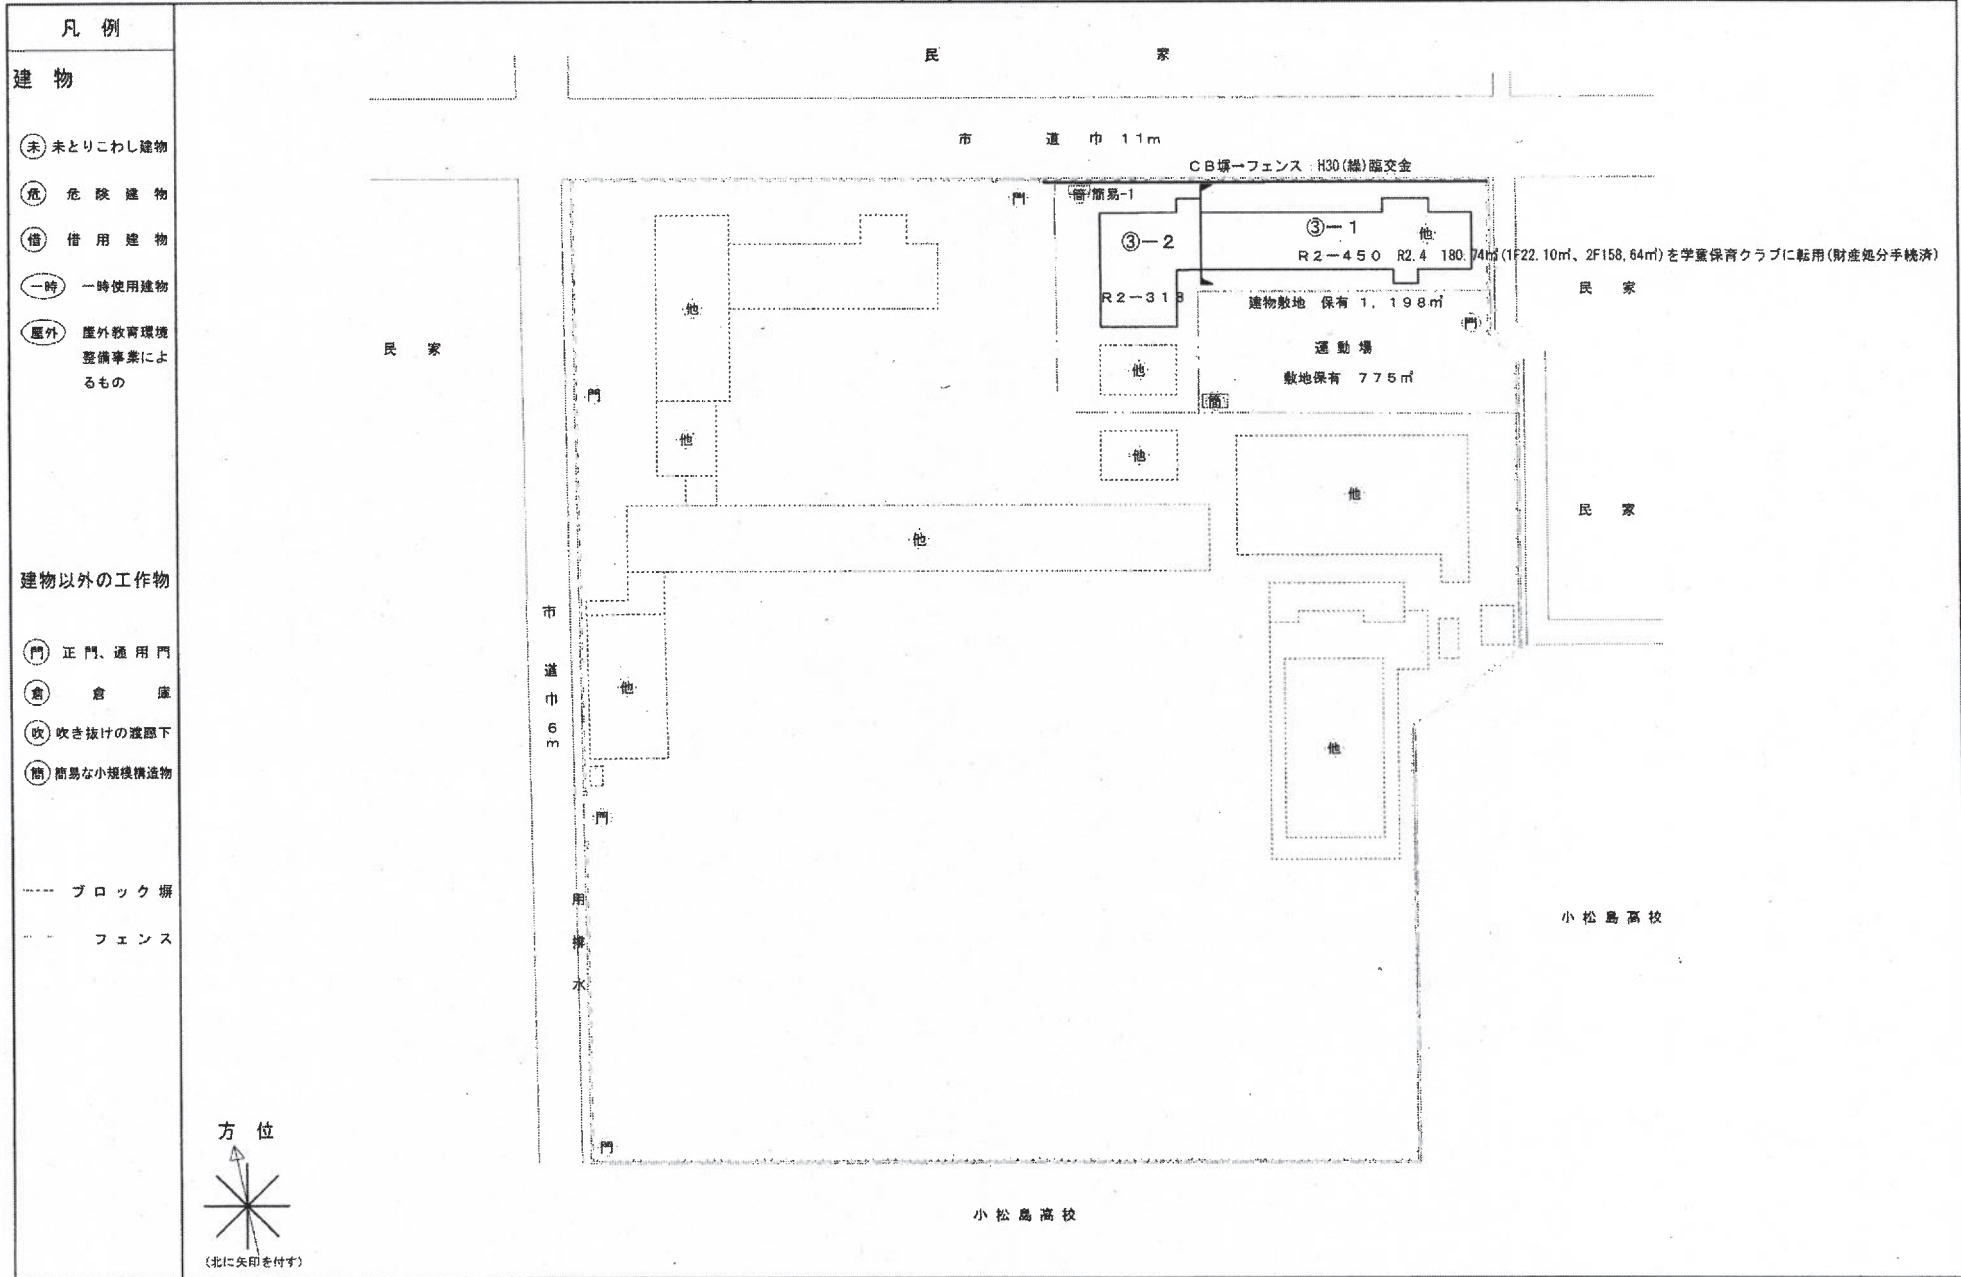 凡 例
建 物
未 未とりこわし建物
危 危 険 建 物
借 借 用 建 物
一時 一時使用建物
屋外 屋外教育環境
整備事業によ
るもの
建物以外の工作物
門 正 門、通 用 門
倉 倉 庫
吹 吹き抜けの渡廊下
簡 簡易な小規模構造物
ブ ロ ッ ク 塀
フ ェ ン ス
方 位
(北に矢印を付す)
民 家
市 道 巾 11m
CB塀→フェンス:H30(繰)臨交金
門
簡 簡易-1
③-2
③-1
他
R2-450 R2.4 180.74㎡(1F22.10㎡、2F158.64㎡)を学童保育クラブに転用(財産処分手続済)
R2-318
建物敷地 保有 1,198㎡
民 家
門
運 動 場
敷地保有 775㎡
簡
民 家
他
門
他
他
他
他
他
民 家
市 道 巾 6m
他
他
門
用 排 水
門
小 松 島 高 校
小 松 島 高 校